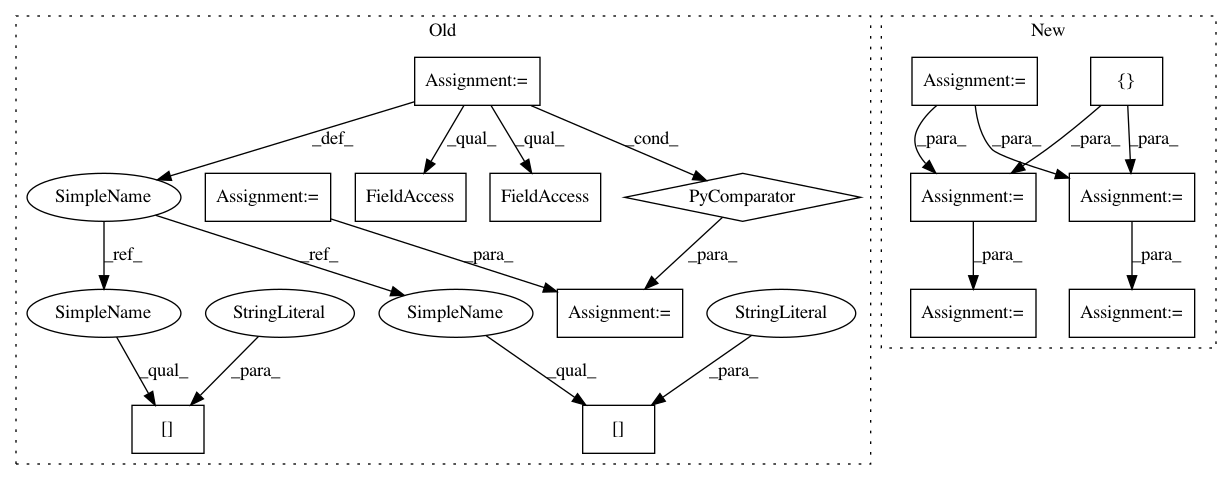 Old
New
Assignment:=
Assignment:=
{}
_def_
_qual_
_qual_
_cond_
_para_
_para_
_para_
_para_
SimpleName
Assignment:=
FieldAccess
FieldAccess
PyComparator
Assignment:=
Assignment:=
_ref_
_ref_
_para_
_para_
_para_
_para_
SimpleName
StringLiteral
SimpleName
Assignment:=
StringLiteral
Assignment:=
Assignment:=
_qual_
_para_
_qual_
_para_
[]
[]